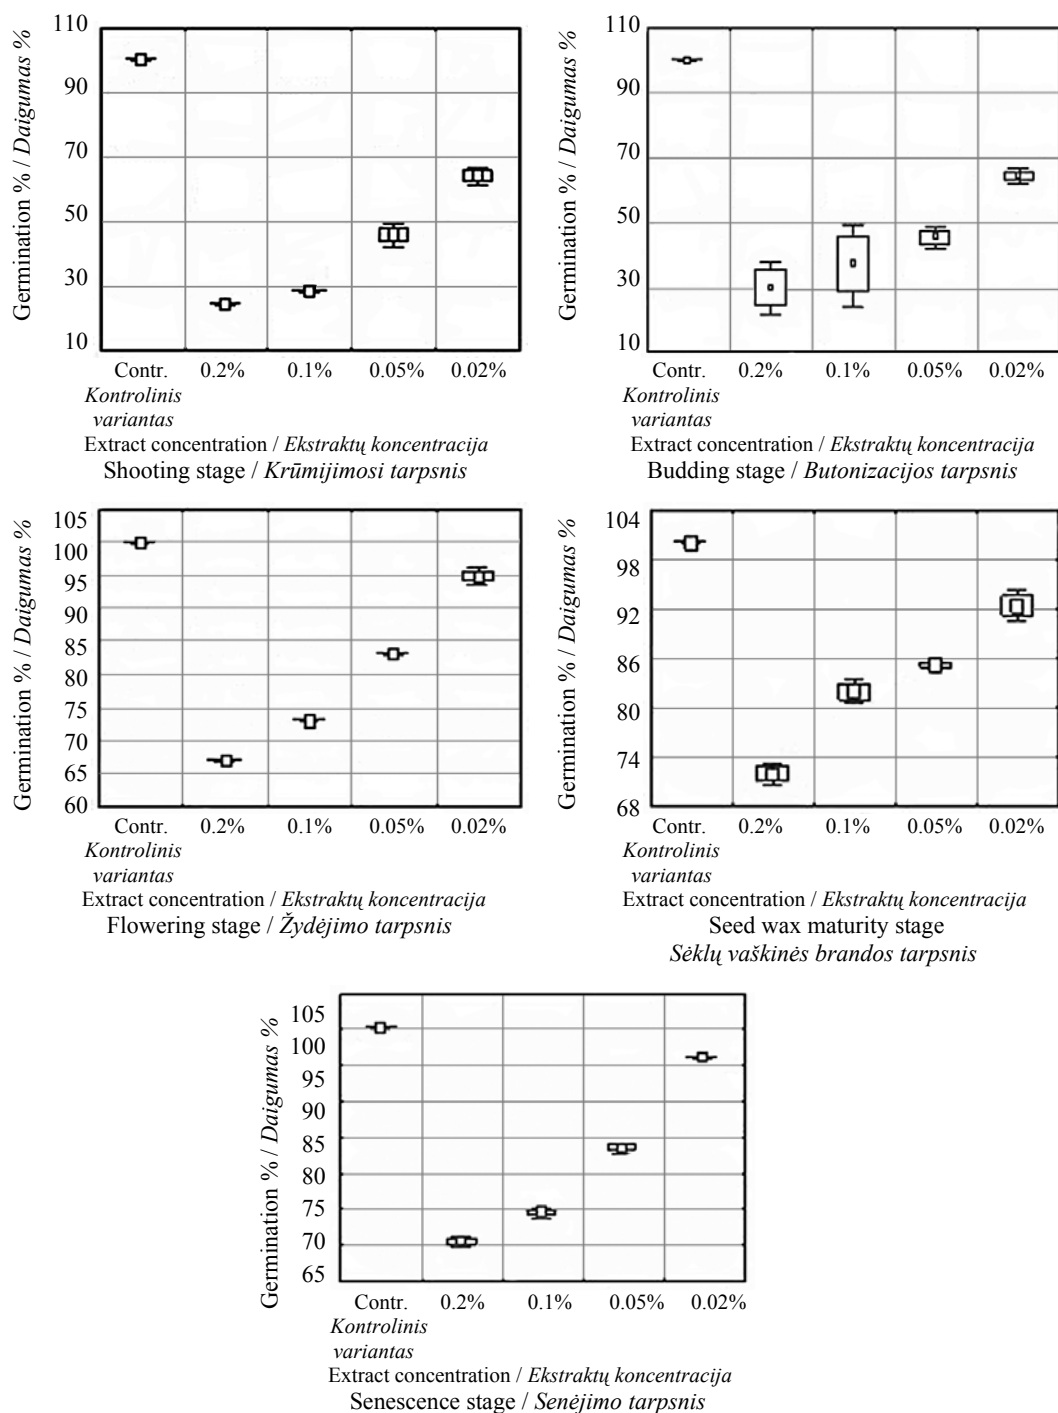 Germination % / Daigumas %
110
90
70
50
30
10
Contr. 0.2% 0.1% 0.05% 0.02%
Kontrolinis
variantas
Extract concentration / Ekstraktų koncentracija
Shooting stage / Krūmijimosi tarpsnis
Germination % / Daigumas %
110
90
70
50
30
10
Contr. 0.2% 0.1% 0.05% 0.02%
Kontrolinis
variantas
Extract concentration / Ekstraktų koncentracija
Budding stage / Butonizacijos tarpsnis
Germination % / Daigumas %
105
100
95
90
85
80
75
70
65
60
Contr. 0.2% 0.1% 0.05% 0.02%
Kontrolinis
variantas
Extract concentration / Ekstraktų koncentracija
Flowering stage / Žydėjimo tarpsnis
Germination % / Daigumas %
104
98
92
86
80
74
68
Contr. 0.2% 0.1% 0.05% 0.02%
Kontrolinis
variantas
Extract concentration / Ekstraktų koncentracija
Seed wax maturity stage
Sėklų vaškinės brandos tarpsnis
Germination % / Daigumas %
105
100
95
90
85
80
75
70
65
Contr. 0.2% 0.1% 0.05% 0.02%
Kontrolinis
variantas
Extract concentration / Ekstraktų koncentracija
Senescence stage / Senėjimo tarpsnis